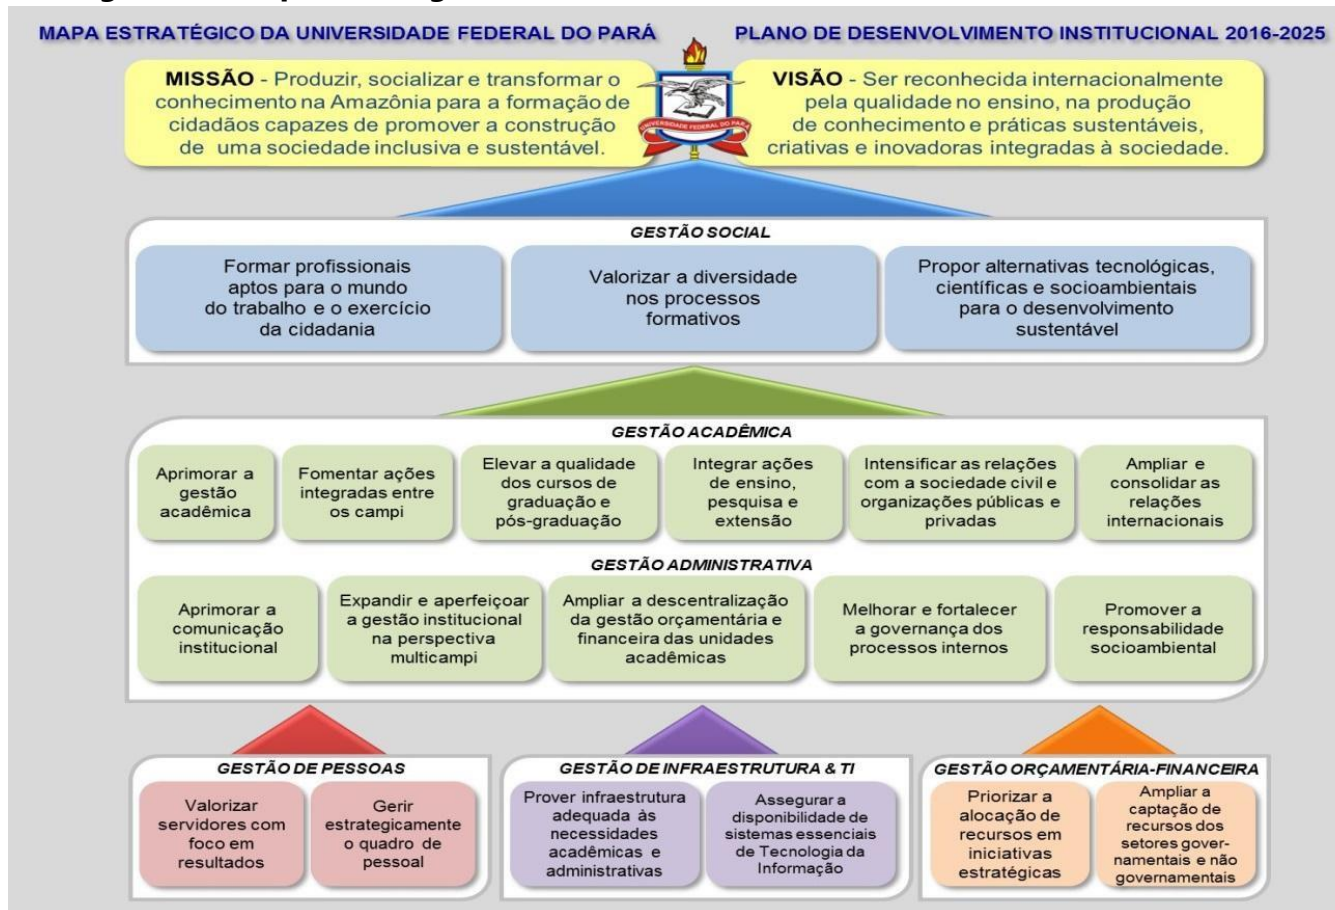 MAPA ESTRATÉGICO DA UNIVERSIDADE FEDERAL DO PARÁ
PLANO DE DESENVOLVIMENTO INSTITUCIONAL 2016-2025
MISSÃO - Produzir, socializar e transformar o
conhecimento na Amazônia para a formação de
cidadãos capazes de promover a construção
de uma sociedade inclusiva e sustentável.
UNIVERSIDADE FEDERAL DO PARÁ
VISÃO - Ser reconhecida internacionalmente
pela qualidade no ensino, na produção
de conhecimento e práticas sustentáveis,
criativas e inovadoras integradas à sociedade.
GESTÃO SOCIAL
Formar profissionais
aptos para o mundo
do trabalho e o exercício
da cidadania
Valorizar a diversidade
nos processos
formativos
Propor alternativas tecnológicas,
científicas e socioambientais
para o desenvolvimento
sustentável
GESTÃO ACADÊMICA
Aprimorar a
gestão
acadêmica
Fomentar ações
integradas entre
os campi
Elevar a qualidade
dos cursos de
graduação e
pós-graduação
Integrar ações
de ensino,
pesquisa e
extensão
Intensificar as relações
com a sociedade civil e
organizações públicas e
privadas
Ampliar e
consolidar as
relações
internacionais
GESTÃO ADMINISTRATIVA
Aprimorar a
comunicação
institucional
Expandir e aperfeiçoar
a gestão institucional
na perspectiva
multicampi
Ampliar a descentralização
da gestão orçamentária e
financeira das unidades
acadêmicas
Melhorar e fortalecer
a governança dos
processos internos
Promover a
responsabilidade
socioambiental
GESTÃO DE PESSOAS
Valorizar
servidores com
foco em
resultados
Gerir
estrategicamente
o quadro de
pessoal
GESTÃO DE INFRAESTRUTURA & TI
Prover infraestrutura
adequada às
necessidades
acadêmicas e
administrativas
Assegurar a
disponibilidade de
sistemas essenciais
de Tecnologia da
Informação
GESTÃO ORÇAMENTÁRIA-FINANCEIRA
Priorizar a
alocação de
recursos em
iniciativas
estratégicas
Ampliar a
captação de
recursos dos
setores gover-
namentais e não
governamentais